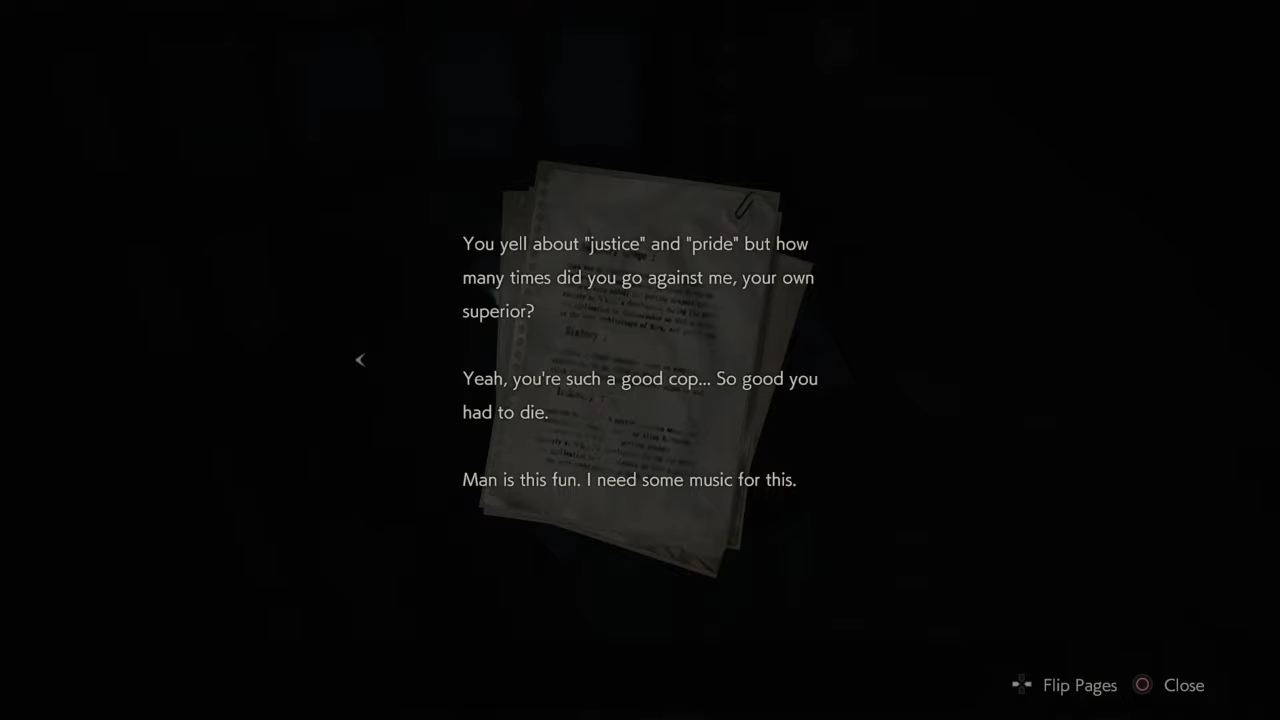 You yell about "justice" and "pride" but how
many times did you go against me, your own
superior?
Yeah, you're such a good cop... So good you
had to die.
Man is this fun. I need some music for this.
Flip Pages Close